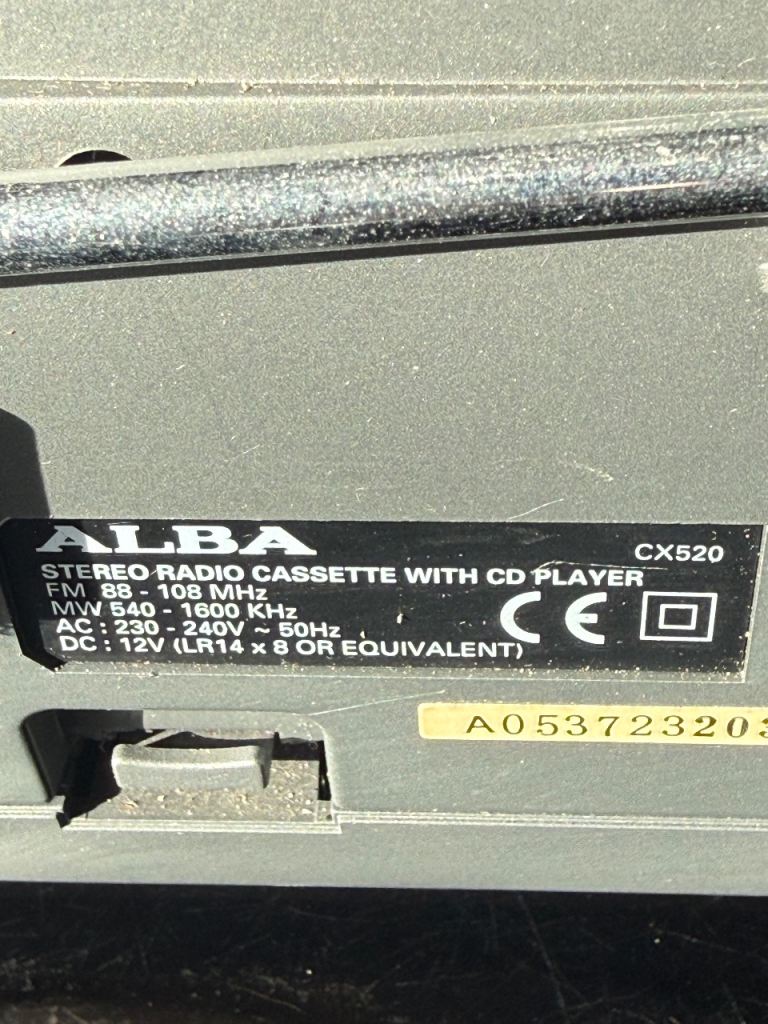 ALBA
CX520
STEREO RADIO CASSETTE WITH CD PLAYER
FM 88 - 108 MHz
MW 540 - 1600 KHz
AC : 230 - 240V ~ 50Hz
DC : 12V (LR14 x 8 OR EQUIVALENT)
CE
A053723203